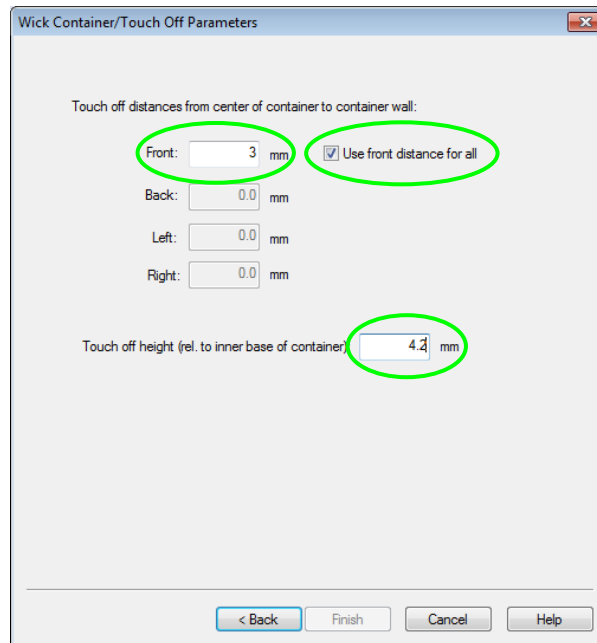 Wick Container/Touch Off Parameters
Touch off distances from center of container to container wall:
Front: 3 mm Use front distance for all
Back: 0.0 mm
Left: 0.0 mm
Right: 0.0 mm
Touch off height (rel. to inner base of container) 4.2 mm
< Back Finish Cancel Help